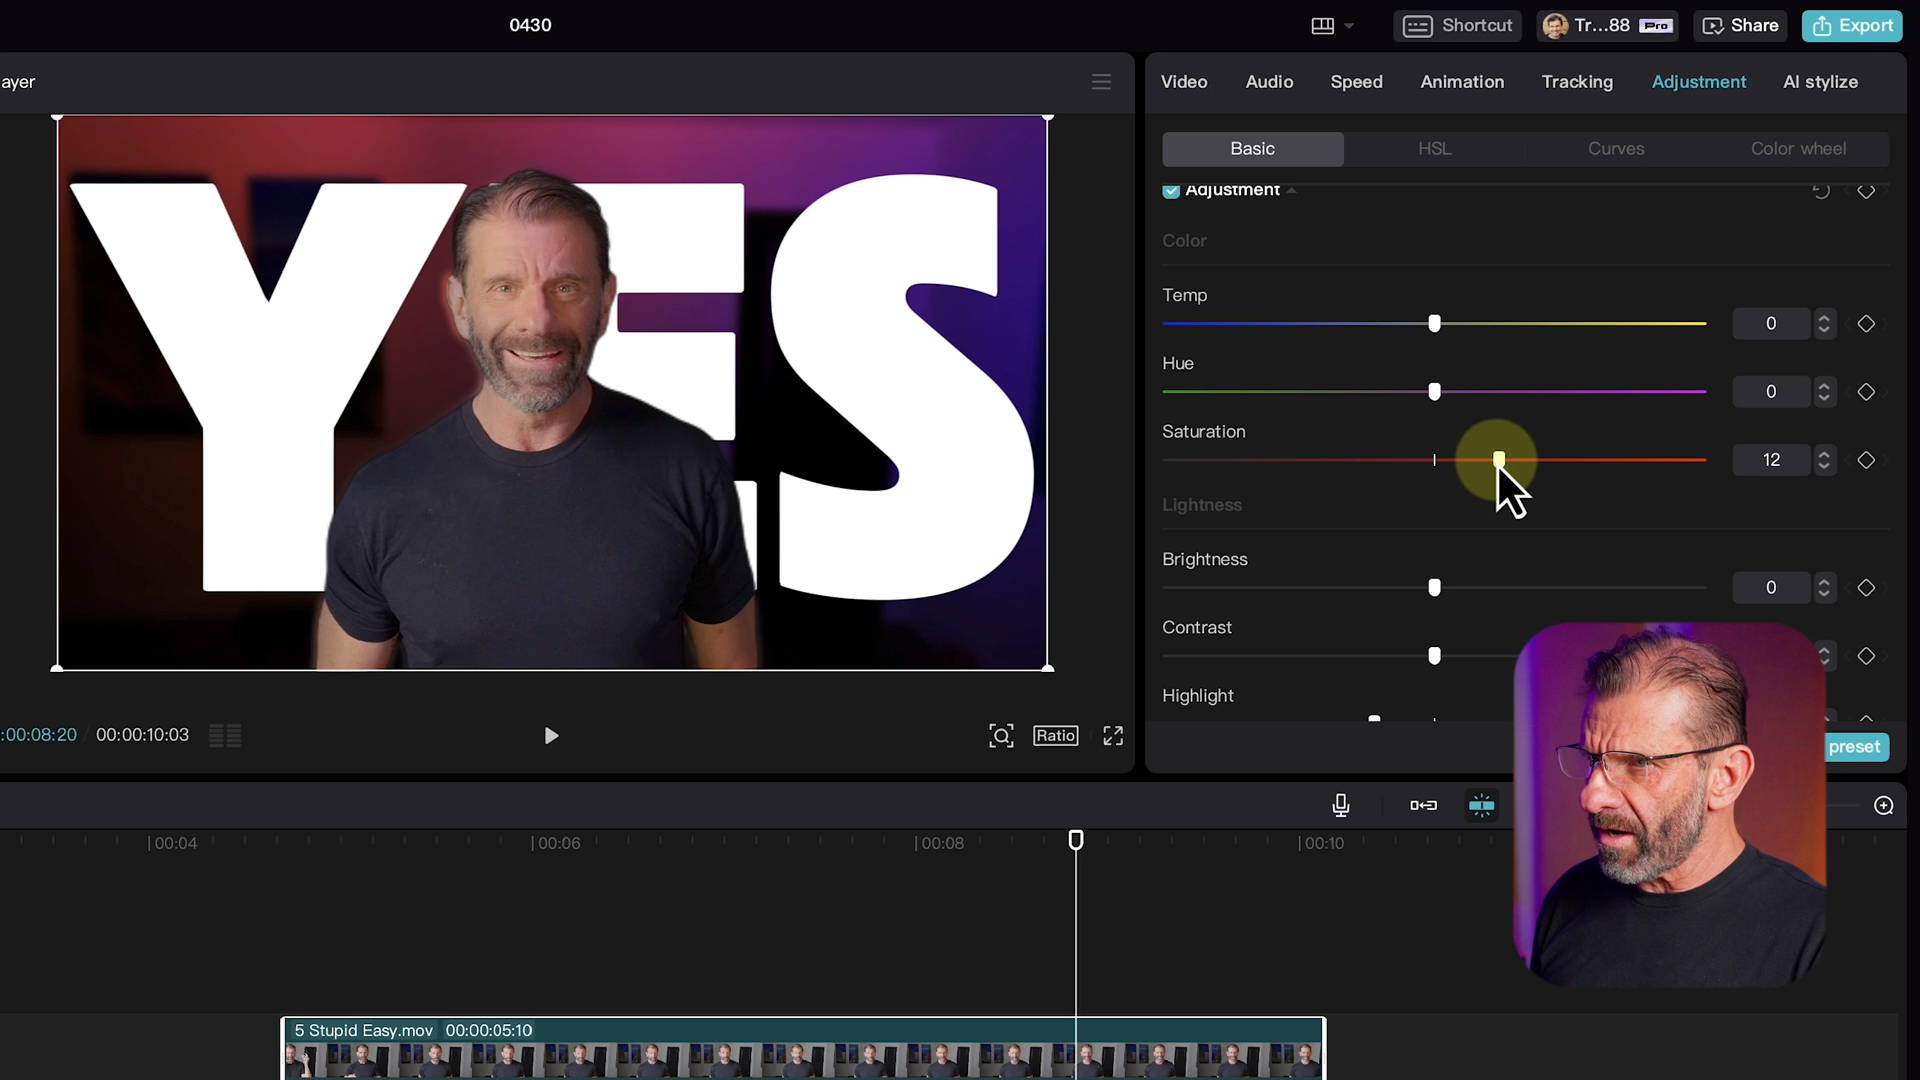 0430
Shortcut
Tr...88
Pro
Share
Export
ayer
Video
Audio
Speed
Animation
Tracking
Adjustment
AI stylize
Basic
HSL
Curves
Color wheel
Adjustment
Color
Temp
0
Hue
0
Saturation
12
Lightness
Brightness
0
Contrast
Highlight
preset
YES
:00:08:20 / 00:00:10:03
Ratio
00:04
00:06
00:08
00:10
5 Stupid Easy.mov 00:00:05:10